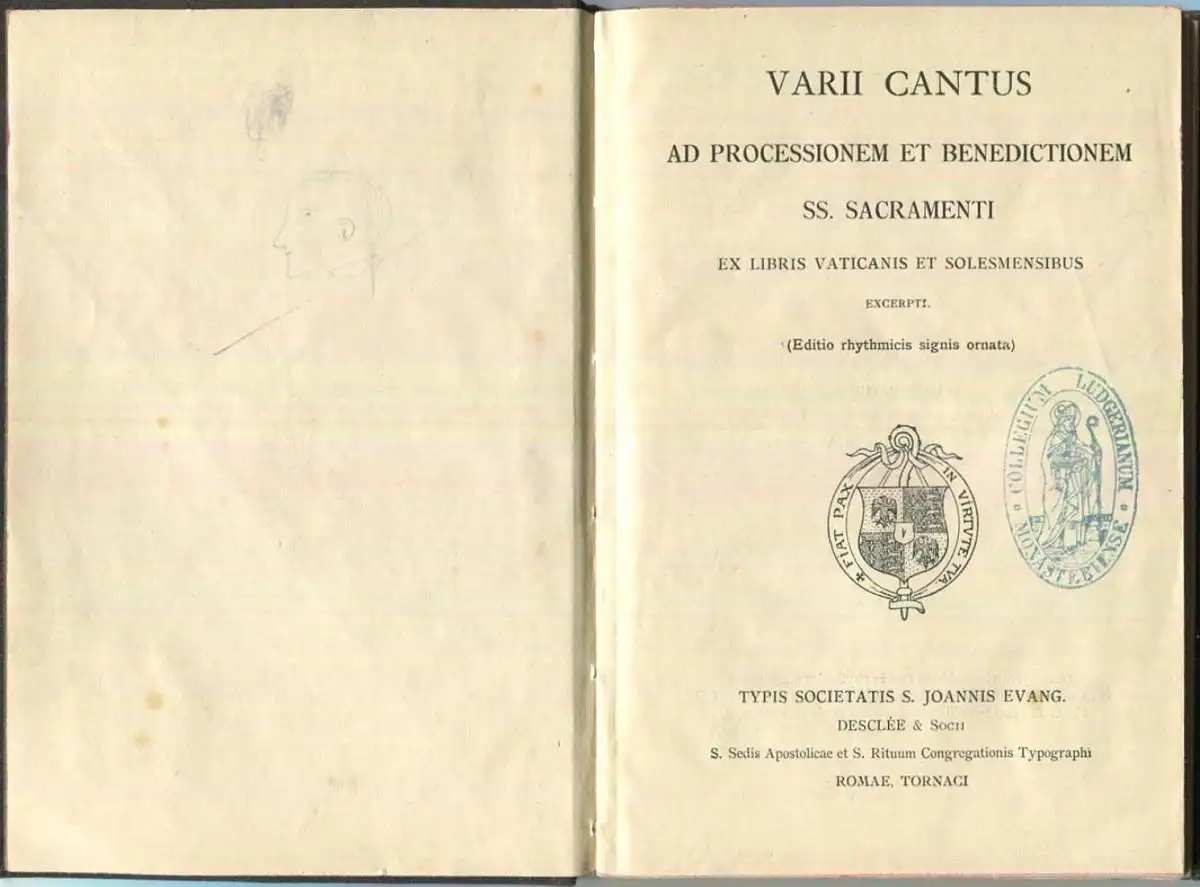 VARII CANTUS
AD PROCESSIONEM ET BENEDICTIONEM
SS. SACRAMENTI
EX LIBRIS VATICANIS ET SOLESMENSIBUS
EXCERPTI.
(Editio rhythmicis signis ornata)
COLLEGIUM LUDGERIANUM
* MONASTERIENSE *
✠ FIAT PAX IN VIRTVTE TVA.
TYPIS SOCIETATIS S. JOANNIS EVANG.
DESCLÉE & SOCII
S. Sedis Apostolicae et S. Rituum Congregationis Typographi
ROMAE, TORNACI